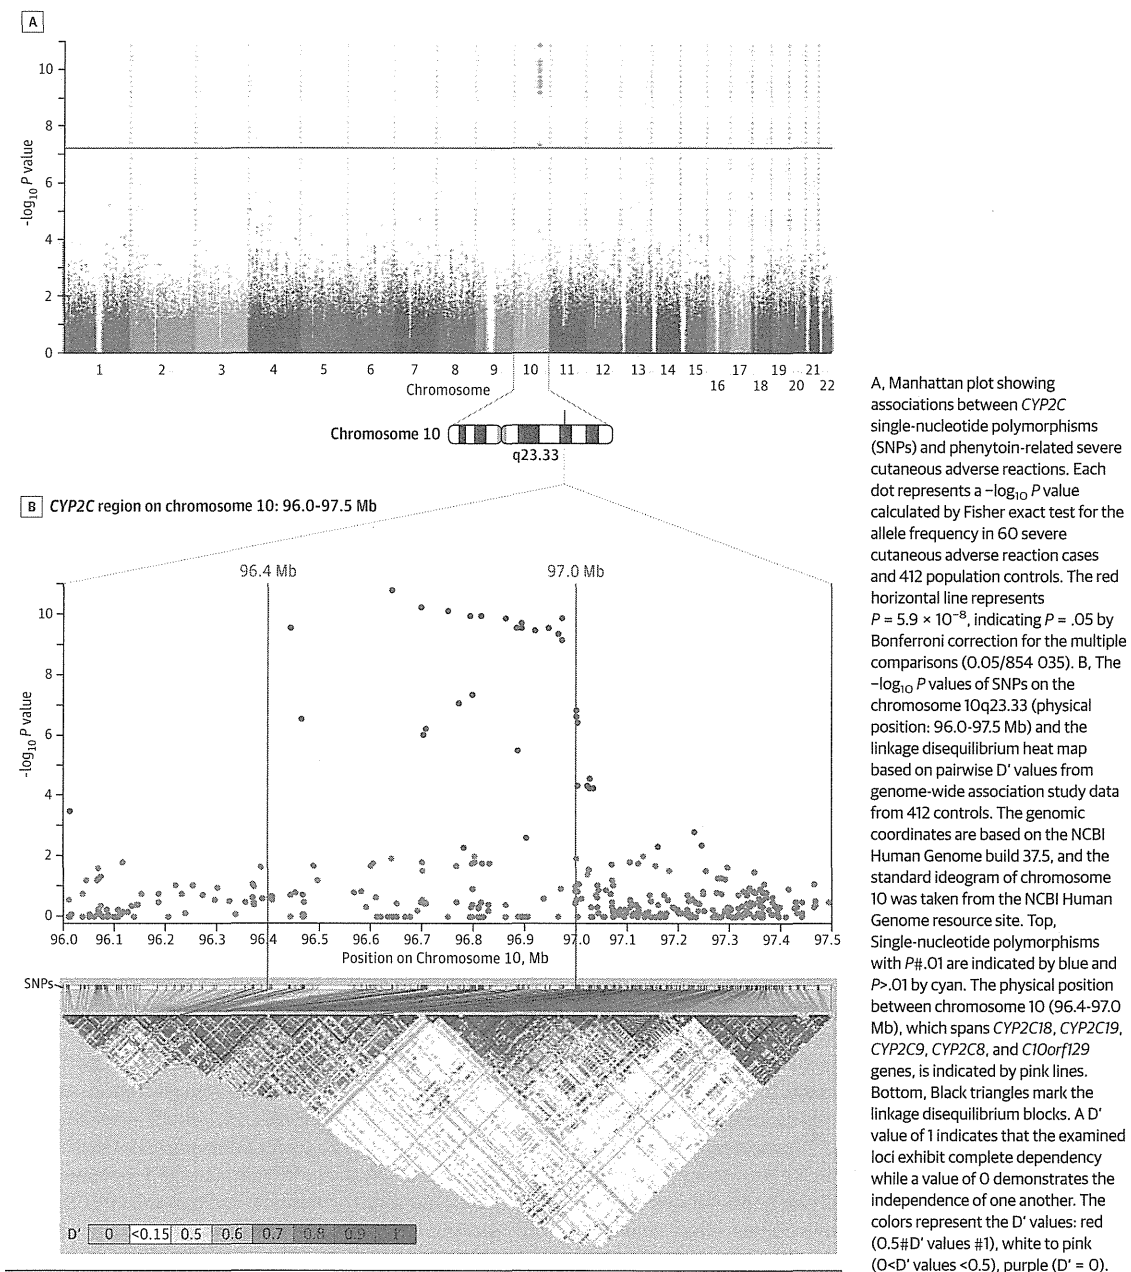 A
10
8
6
4
2
0
-log10 P value
1 2 3 4 5 6 7 8 9 10 11 12 13 14 15 16 17 18 19 20 21 22
Chromosome
Chromosome 10
q23.33
B CYP2C region on chromosome 10: 96.0-97.5 Mb
96.4 Mb 97.0 Mb
10
8
6
4
2
0
-log10 P value
96.0 96.1 96.2 96.3 96.4 96.5 96.6 96.7 96.8 96.9 97.0 97.1 97.2 97.3 97.4 97.5
Position on Chromosome 10, Mb
SNPs
D' 0 <0.15 0.5 0.6 0.7 0.8 0.9 1
A, Manhattan plot showing
associations between CYP2C
single-nucleotide polymorphisms
(SNPs) and phenytoin-related severe
cutaneous adverse reactions. Each
dot represents a −log10 P value
calculated by Fisher exact test for the
allele frequency in 60 severe
cutaneous adverse reaction cases
and 412 population controls. The red
horizontal line represents
P = 5.9 × 10−8, indicating P = .05 by
Bonferroni correction for the multiple
comparisons (0.05/854 035). B, The
−log10 P values of SNPs on the
chromosome 10q23.33 (physical
position: 96.0-97.5 Mb) and the
linkage disequilibrium heat map
based on pairwise D' values from
genome-wide association study data
from 412 controls. The genomic
coordinates are based on the NCBI
Human Genome build 37.5, and the
standard ideogram of chromosome
10 was taken from the NCBI Human
Genome resource site. Top,
Single-nucleotide polymorphisms
with P#.01 are indicated by blue and
P>.01 by cyan. The physical position
between chromosome 10 (96.4-97.0
Mb), which spans CYP2C18, CYP2C19,
CYP2C9, CYP2C8, and C10orf129
genes, is indicated by pink lines.
Bottom, Black triangles mark the
linkage disequilibrium blocks. A D'
value of 1 indicates that the examined
loci exhibit complete dependency
while a value of 0 demonstrates the
independence of one another. The
colors represent the D' values: red
(0.5#D' values #1), white to pink
(0<D' values <0.5), purple (D' = 0).